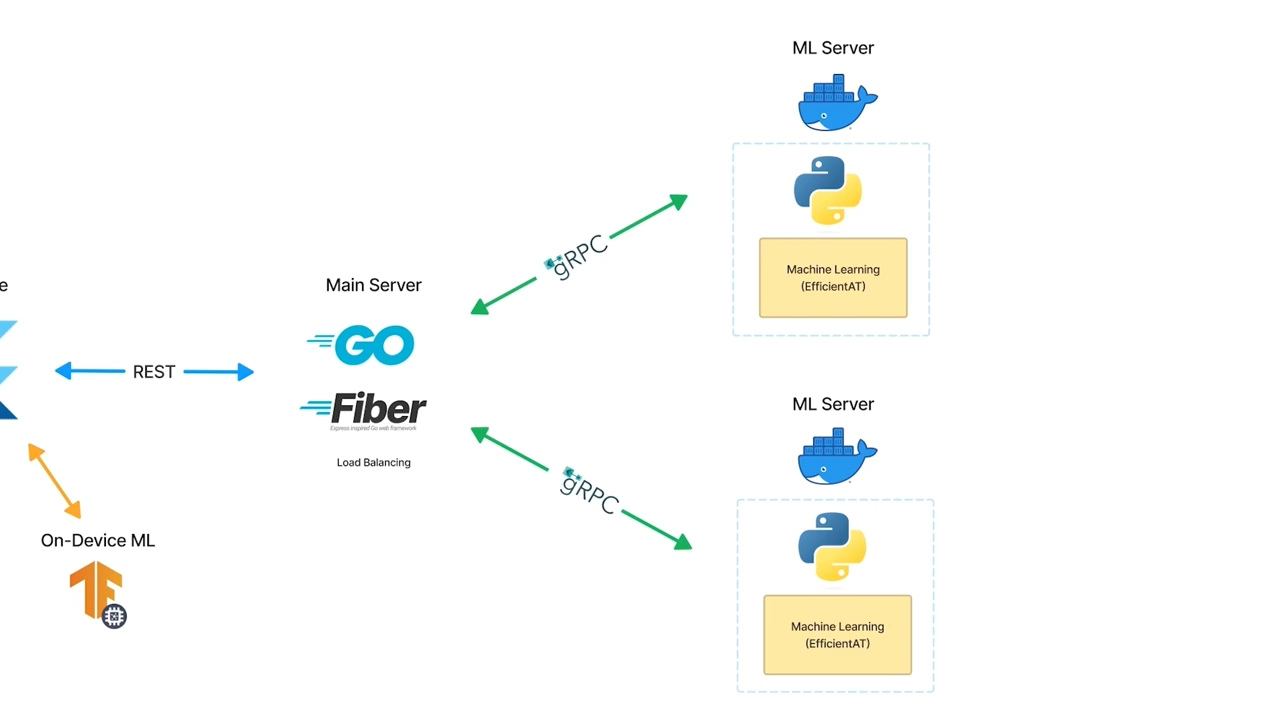 ML Server
Machine Learning
(EfficientAT)
gRPC
Main Server
GO
Fiber
Express inspired Go web framework
Load Balancing
e
REST
gRPC
On-Device ML
ML Server
Machine Learning
(EfficientAT)